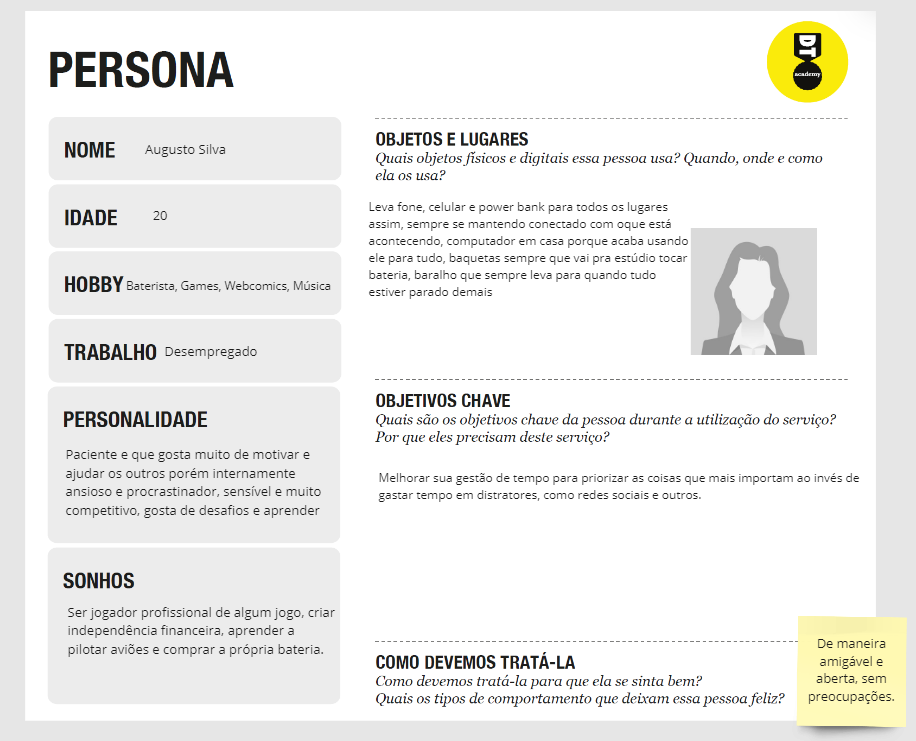 PERSONA
DT
academy
NOME Augusto Silva
IDADE 20
HOBBY Baterista, Games, Webcomics, Música
TRABALHO Desempregado
PERSONALIDADE
Paciente e que gosta muito de motivar e
ajudar os outros porém internamente
ansioso e procrastinador, sensível e muito
competitivo, gosta de desafios e aprender
SONHOS
Ser jogador profissional de algum jogo, criar
independência financeira, aprender a
pilotar aviões e comprar a própria bateria.
OBJETOS E LUGARES
Quais objetos físicos e digitais essa pessoa usa? Quando, onde e como
ela os usa?
Leva fone, celular e power bank para todos os lugares
assim, sempre se mantendo conectado com oque está
acontecendo, computador em casa porque acaba usando
ele para tudo, baquetas sempre que vai pra estúdio tocar
bateria, baralho que sempre leva para quando tudo
estiver parado demais
OBJETIVOS CHAVE
Quais são os objetivos chave da pessoa durante a utilização do serviço?
Por que eles precisam deste serviço?
Melhorar sua gestão de tempo para priorizar as coisas que mais importam ao invés de
gastar tempo em distratores, como redes sociais e outros.
COMO DEVEMOS TRATÁ-LA
Como devemos tratá-la para que ela se sinta bem?
Quais os tipos de comportamento que deixam essa pessoa feliz?
De maneira
amigável e
aberta, sem
preocupações.